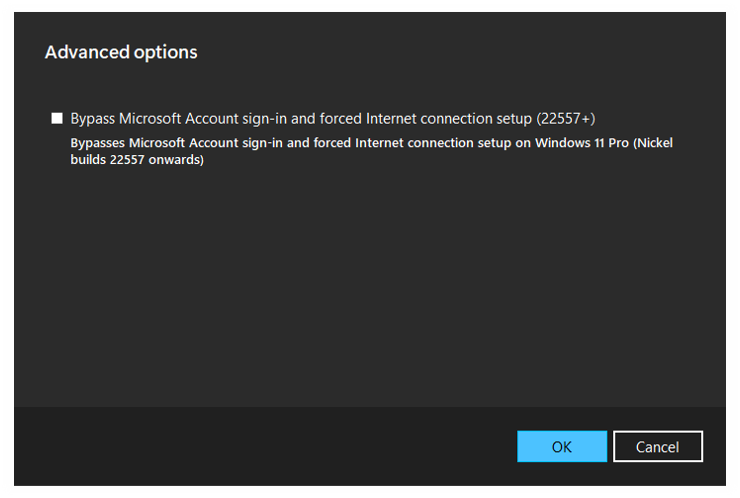 Advanced options
Bypass Microsoft Account sign-in and forced Internet connection setup (22557+)
Bypasses Microsoft Account sign-in and forced Internet connection setup on Windows 11 Pro (Nickel
builds 22557 onwards)
OK
Cancel